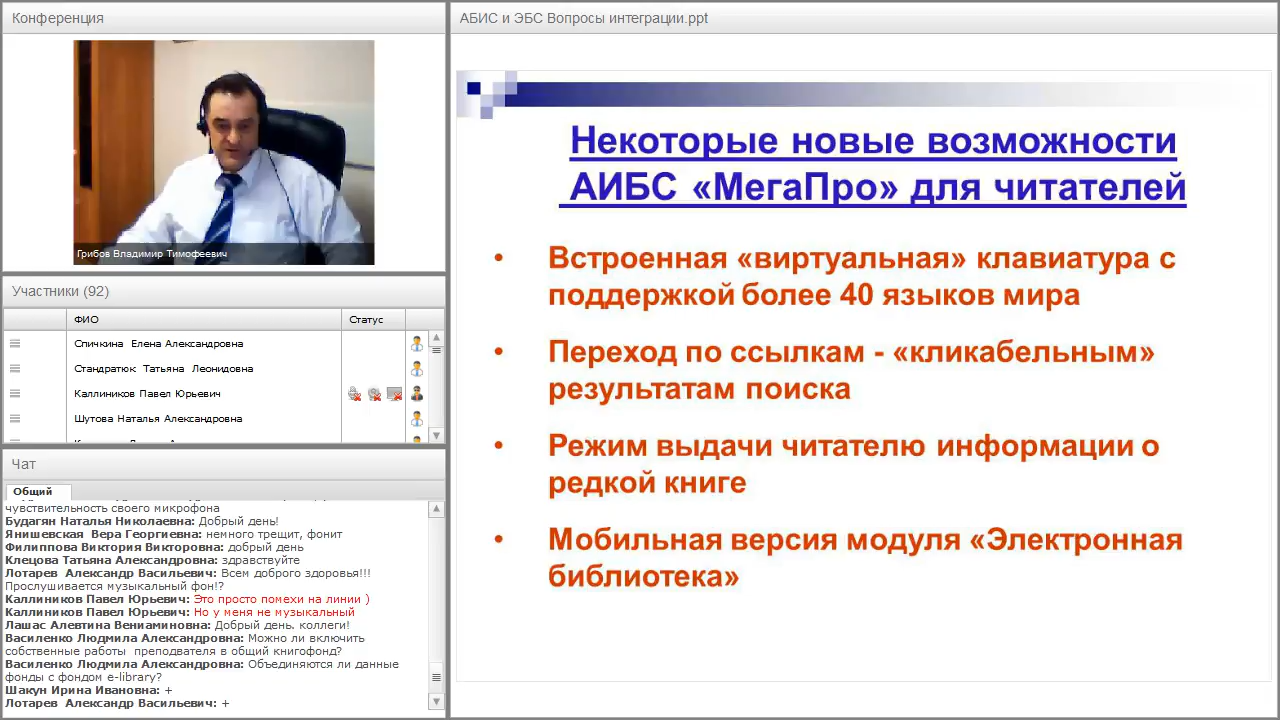 Конференция
Грибов Владимир Тимофеевич
Участники (92)
ФИО
Статус
Спичкина Елена Александровна
Стандратюк Татьяна Леонидовна
Каллиников Павел Юрьевич
Шутова Наталья Александровна
Чат
Общий
чувствительность своего микрофона
Будагян Наталья Николаевна: Добрый день!
Янишевская Вера Георгиевна: немного трещит, фонит
Филиппова Виктория Викторовна: добрый день
Клецова Татьяна Александровна: здравствуйте
Лотарев Александр Васильевич: Всем доброго здоровья!!!
Прослушивается музыкальный фон!?
Каллиников Павел Юрьевич: Это просто помехи на линии )
Каллиников Павел Юрьевич: Но у меня не музыкальный
Лашас Алевтина Вениаминовна: Добрый день. коллеги!
Василенко Людмила Александровна: Можно ли включить
собственные работы преподвателя в общий книгофонд?
Василенко Людмила Александровна: Объединяются ли данные
фонды с фондом e-library?
Шакун Ирина Ивановна: +
Лотарев Александр Васильевич: +
АБИС и ЭБС Вопросы интеграции.ppt
Некоторые новые возможности
АИБС «МегаПро» для читателей
• Встроенная «виртуальная» клавиатура с
поддержкой более 40 языков мира
• Переход по ссылкам - «кликабельным»
результатам поиска
• Режим выдачи читателю информации о
редкой книге
• Мобильная версия модуля «Электронная
библиотека»